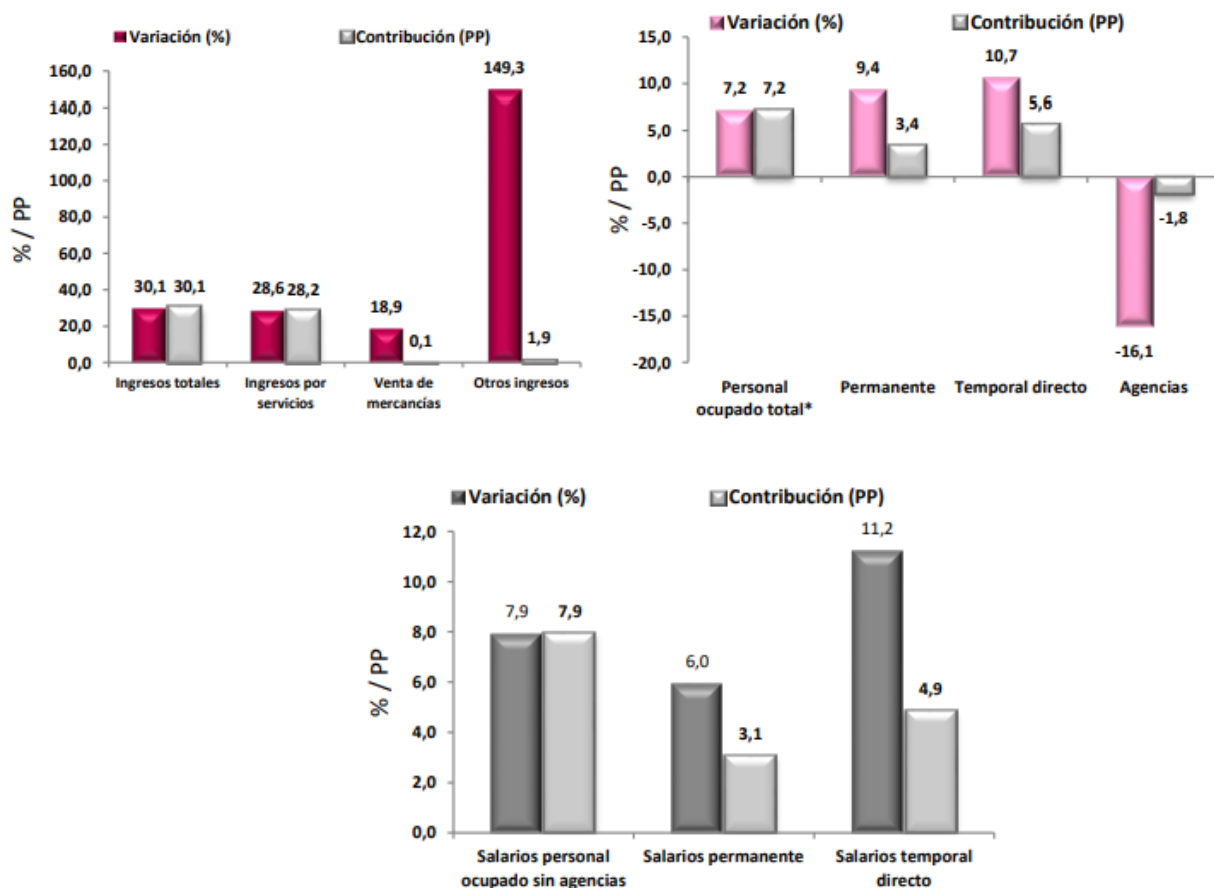 Variación (%)
Contribución (PP)
% / PP
160,0
140,0
120,0
100,0
80,0
60,0
40,0
20,0
0,0
30,1
30,1
28,6
28,2
18,9
0,1
149,3
1,9
Ingresos totales
Ingresos por
servicios
Venta de
mercancías
Otros ingresos
Variación (%)
Contribución (PP)
% / PP
15,0
10,0
5,0
0,0
-5,0
-10,0
-15,0
-20,0
7,2
7,2
9,4
3,4
10,7
5,6
-16,1
-1,8
Personal
ocupado total*
Permanente
Temporal directo
Agencias
Variación (%)
Contribución (PP)
% / PP
12,0
10,0
8,0
6,0
4,0
2,0
0,0
7,9
7,9
6,0
3,1
11,2
4,9
Salarios personal
ocupado sin agencias
Salarios permanente
Salarios temporal
directo